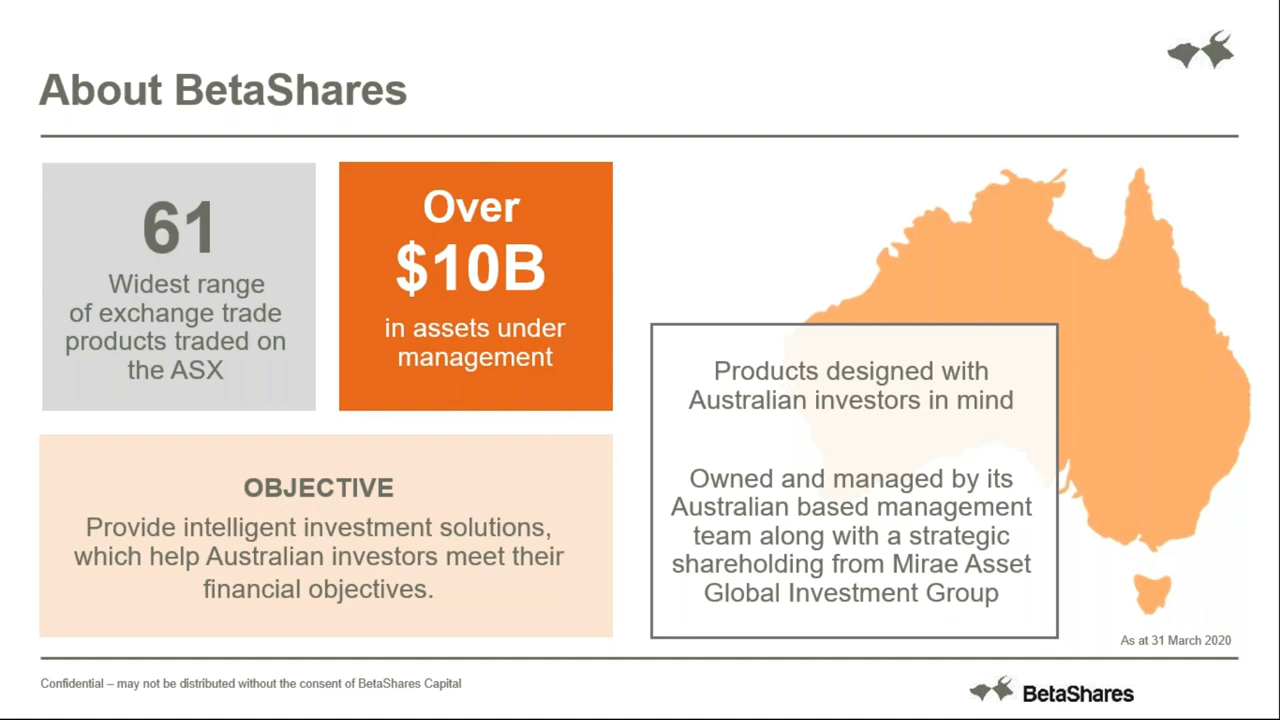 About BetaShares
61
Widest range
of exchange trade
products traded on
the ASX
Over
$10B
in assets under
management
OBJECTIVE
Provide intelligent investment solutions,
which help Australian investors meet their
financial objectives.
Products designed with
Australian investors in mind
Owned and managed by its
Australian based management
team along with a strategic
shareholding from Mirae Asset
Global Investment Group
As at 31 March 2020
Confidential – may not be distributed without the consent of BetaShares Capital
BetaShares